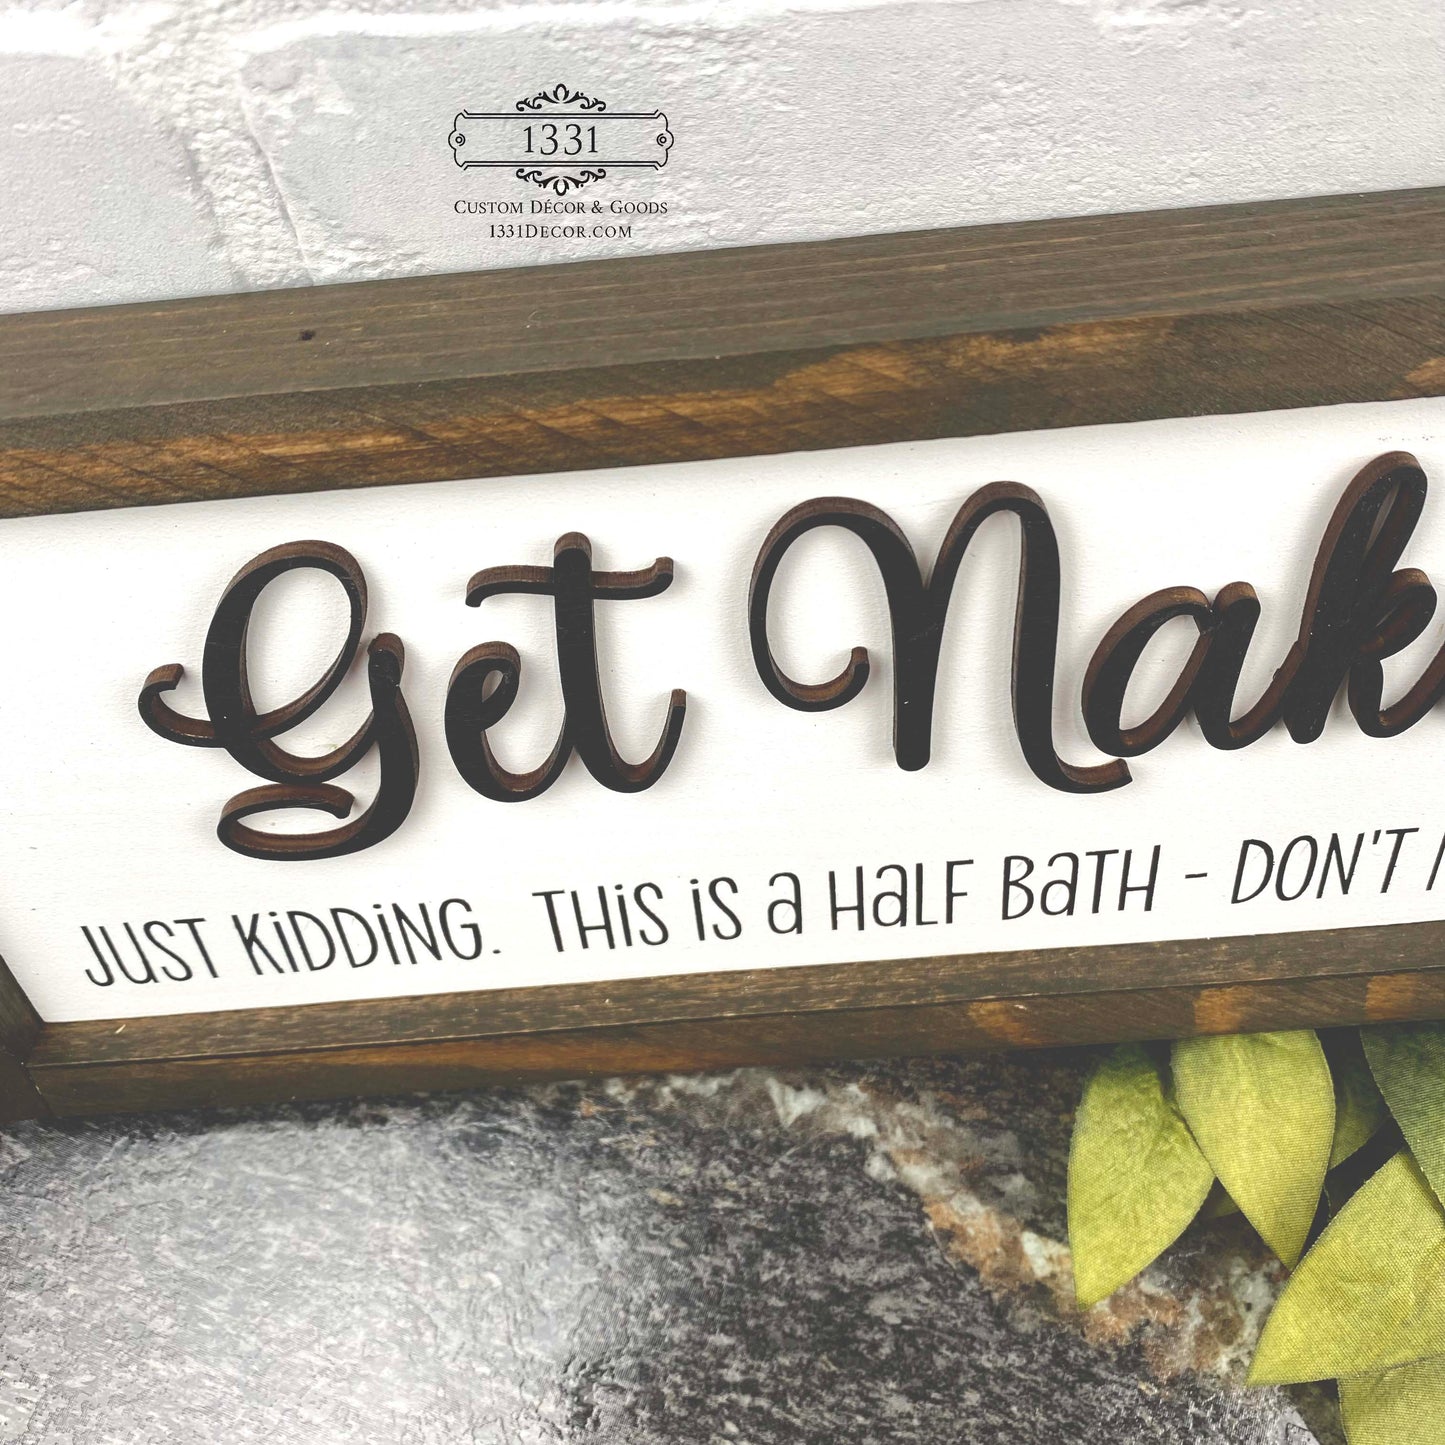 1331
Custom Décor & Goods
1331Decor.com
Get Nak
JUST KiDDiNG. THiS iS a HaLF BaTH - DON'T